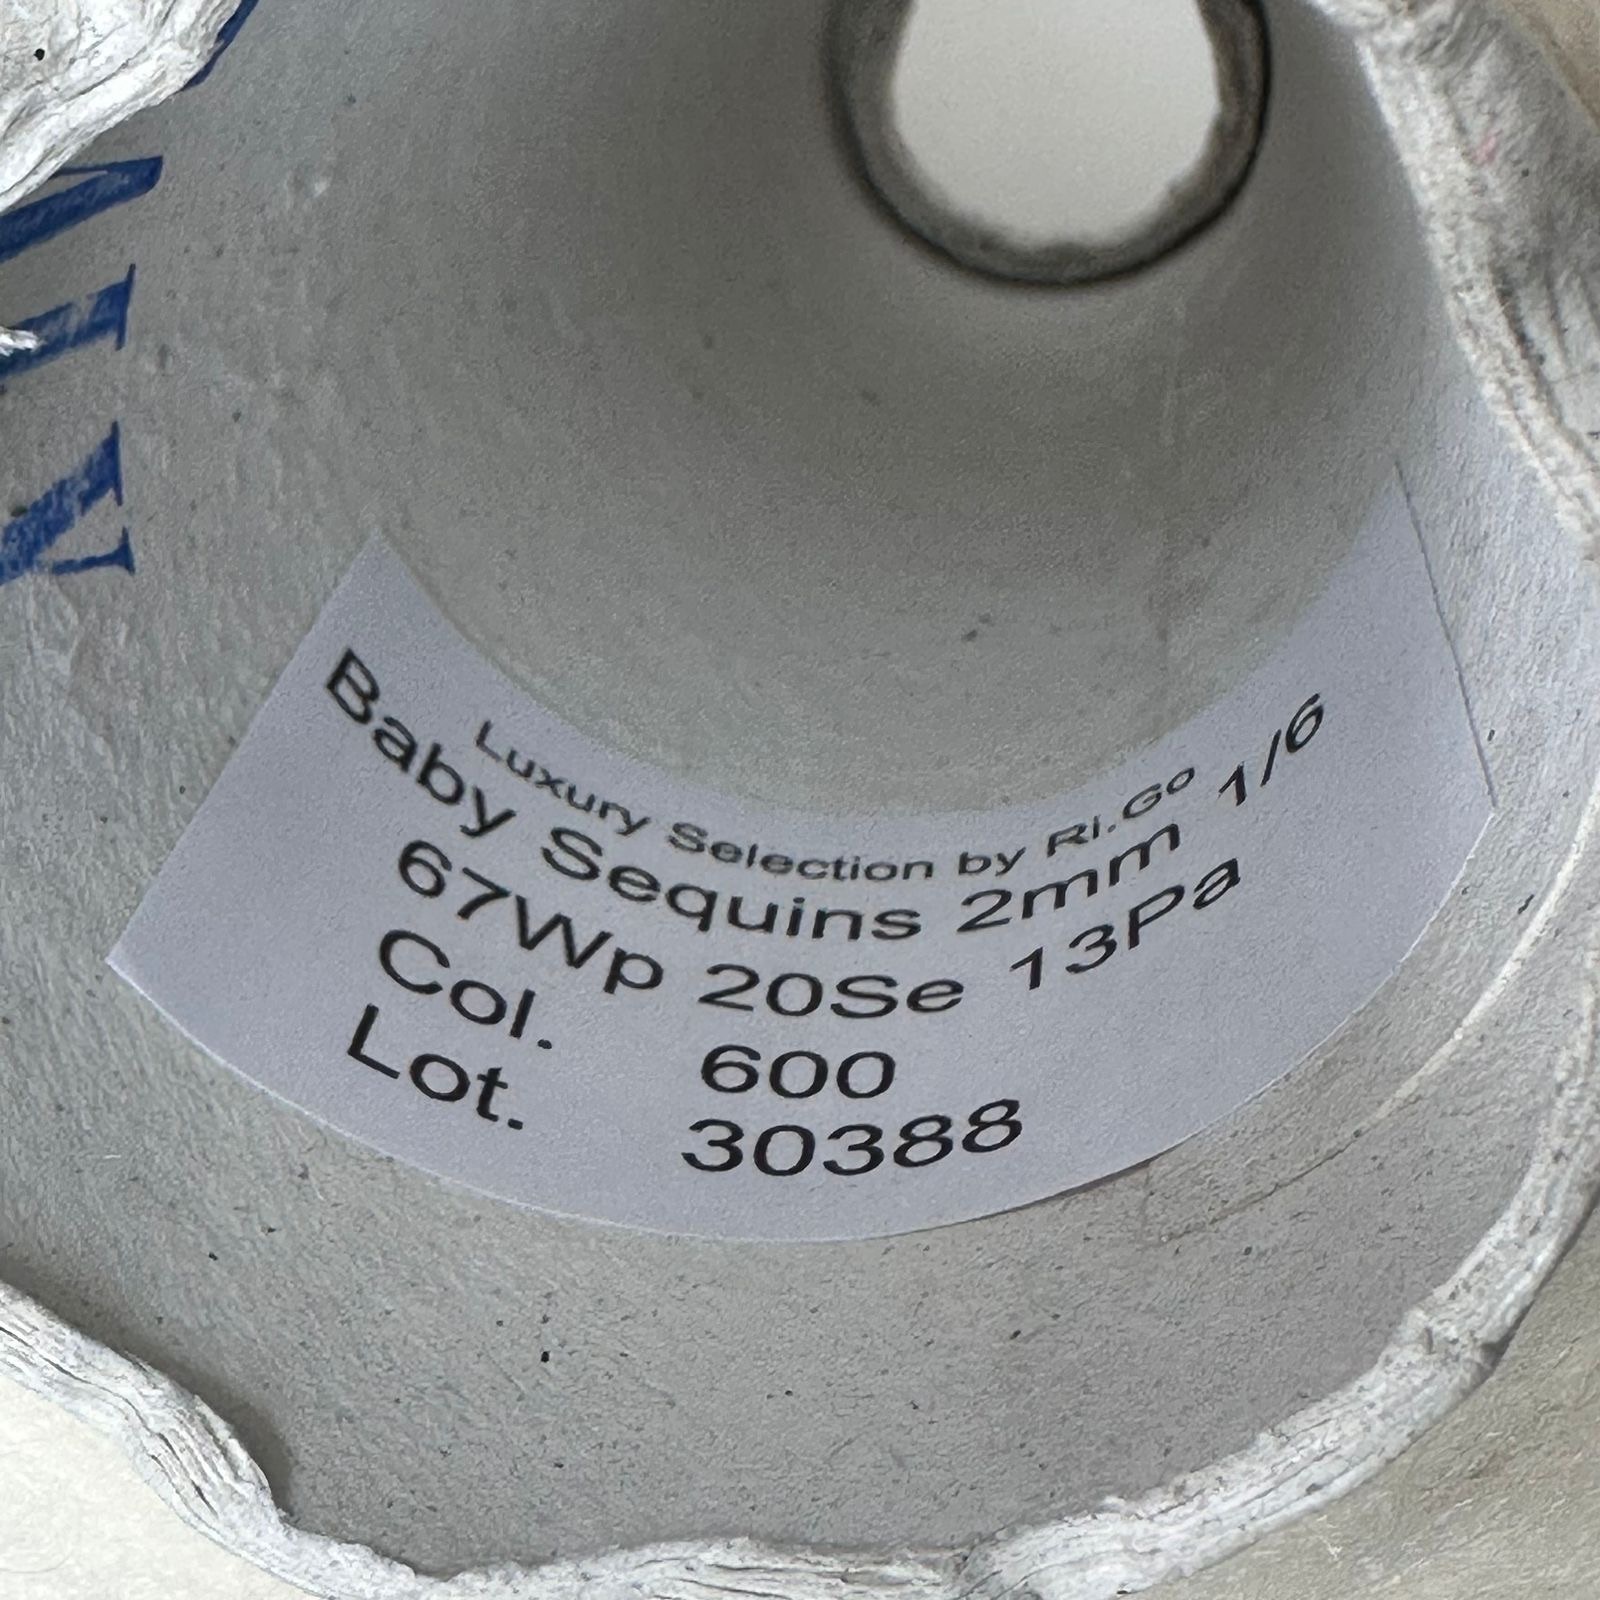 Luxury Selection by Ri.Go
Baby Sequins 2mm 1/6
67Wp 20Se 13Pa
Col. 600
Lot. 30388